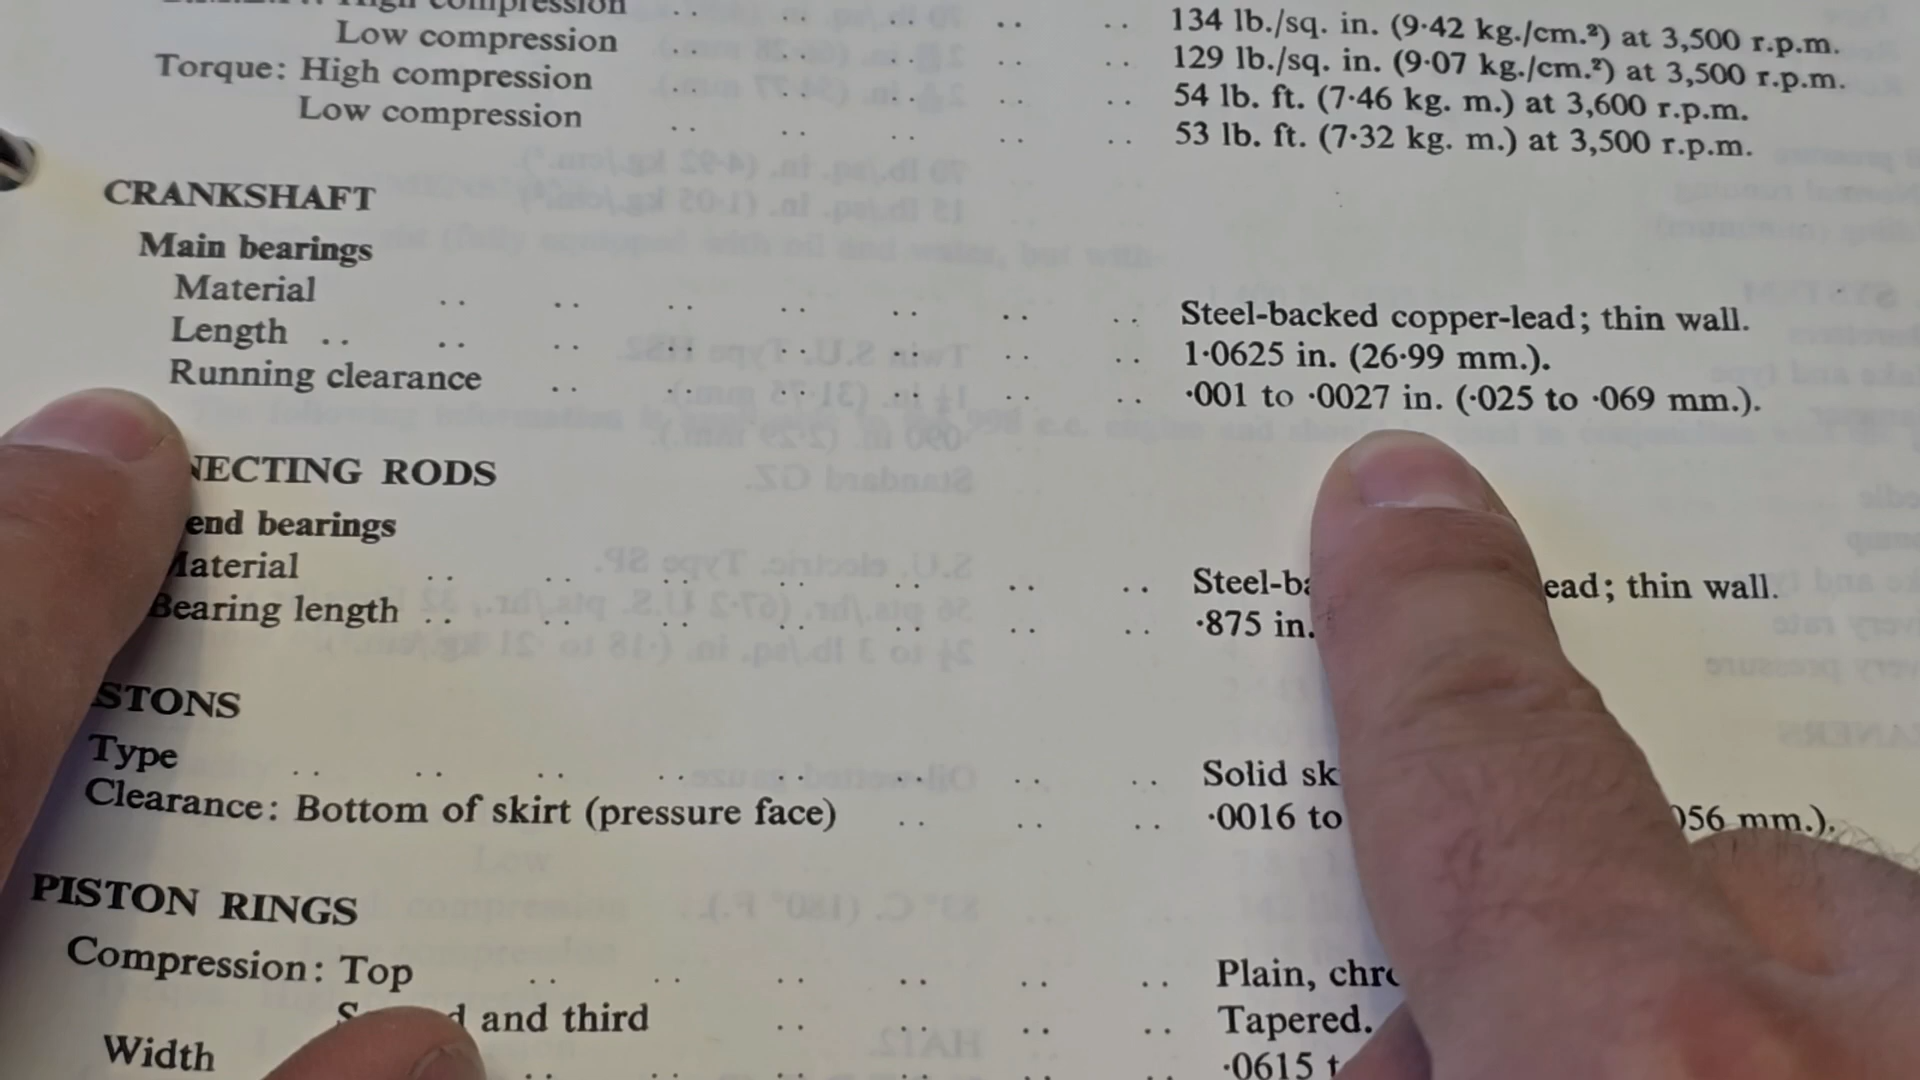 High compression .. .. .. .. 134 lb./sq. in. (9·42 kg./cm.²) at 3,500 r.p.m.
Low compression .. .. .. .. .. 129 lb./sq. in. (9·07 kg./cm.²) at 3,500 r.p.m.
Torque: High compression .. .. .. .. .. 54 lb. ft. (7·46 kg. m.) at 3,600 r.p.m.
Low compression .. .. .. .. .. 53 lb. ft. (7·32 kg. m.) at 3,500 r.p.m.
CRANKSHAFT
Main bearings
Material .. .. .. .. .. .. .. Steel-backed copper-lead; thin wall.
Length .. .. .. .. .. .. .. .. 1·0625 in. (26·99 mm.).
Running clearance .. .. .. .. .. .. ·001 to ·0027 in. (·025 to ·069 mm.).
NECTING RODS
end bearings
Material .. .. .. .. .. .. .. Steel-ba ead; thin wall.
Bearing length .. .. .. .. .. .. .. ·875 in.
STONS
Type .. .. .. .. .. .. .. .. Solid sk
Clearance: Bottom of skirt (pressure face) .. .. .. ·0016 to 056 mm.).
PISTON RINGS
Compression: Top .. .. .. .. .. .. Plain, chro
and third .. .. .. .. Tapered.
Width .. .. .. .. .. .. ·0615 t